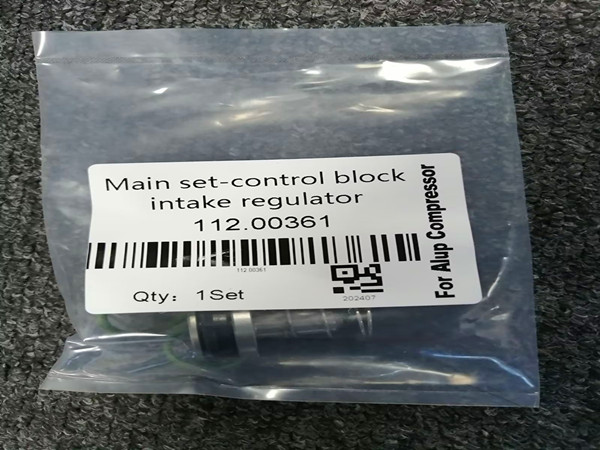 Main set-control block
intake regulator
112.00361
112 00361
Qty: 1Set
202407
For Alup Compressor